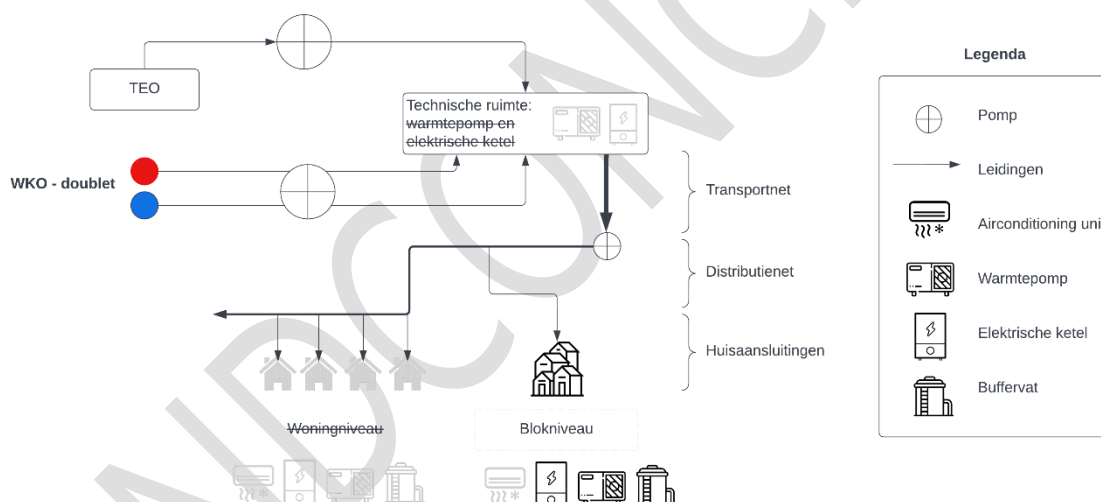 Legenda
TEO
Pomp
Technische ruimte:
warmtepomp en
elektrische ketel
Leidingen
WKO - doublet
Transportnet
Airconditioning uni
Distributienet
Warmtepomp
Elektrische ketel
Huisaansluitingen
Buffervat
Woningniveau
Blokniveau